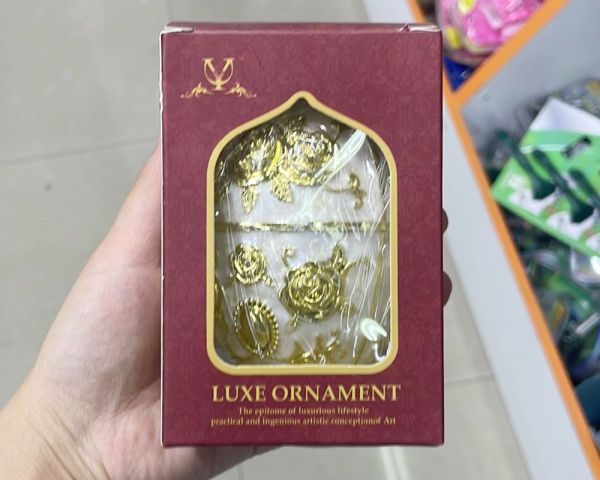 LUXE ORNAMENT
The epitome of luxurious lifestyle
practical and ingenious artistic conceptionof Art